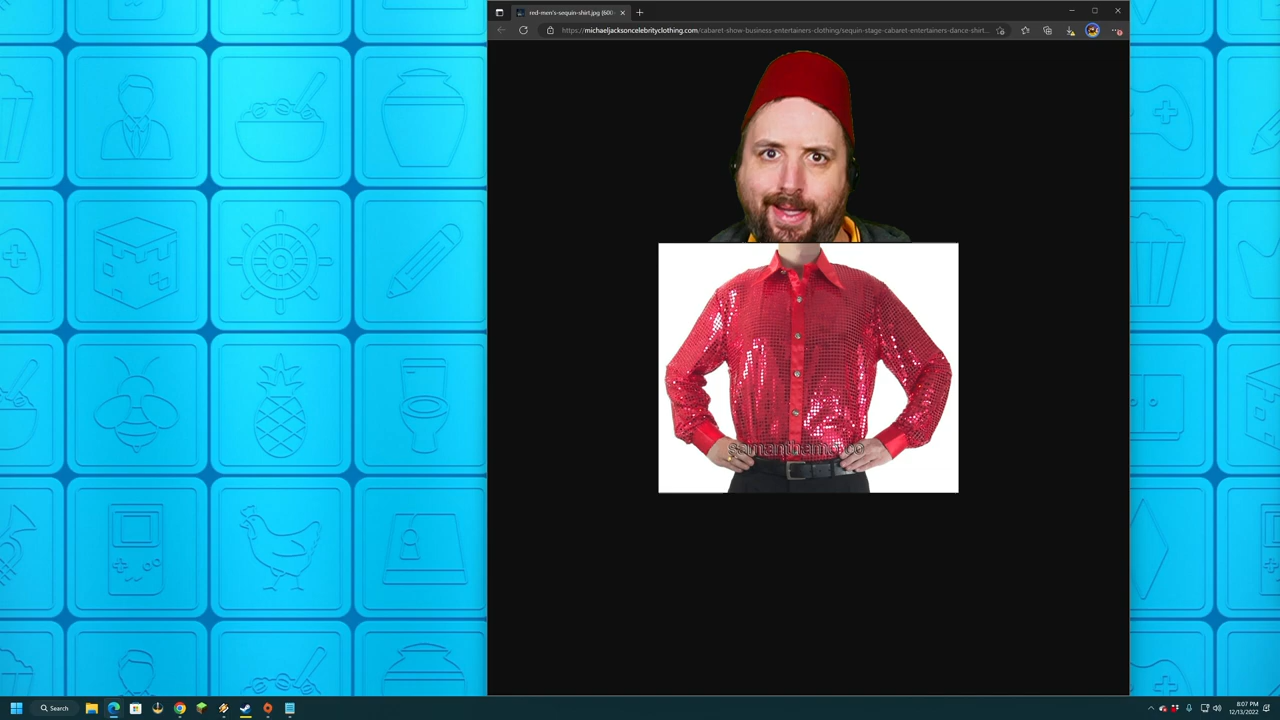 red-men's-sequin-shirt.jpg (600
https://michaeljacksoncelebrityclothing.com/cabaret-show-business-entertainers-clothing/sequin-stage-cabaret-entertainers-dance-shirt...
Search
8:07 PM
12/13/2022